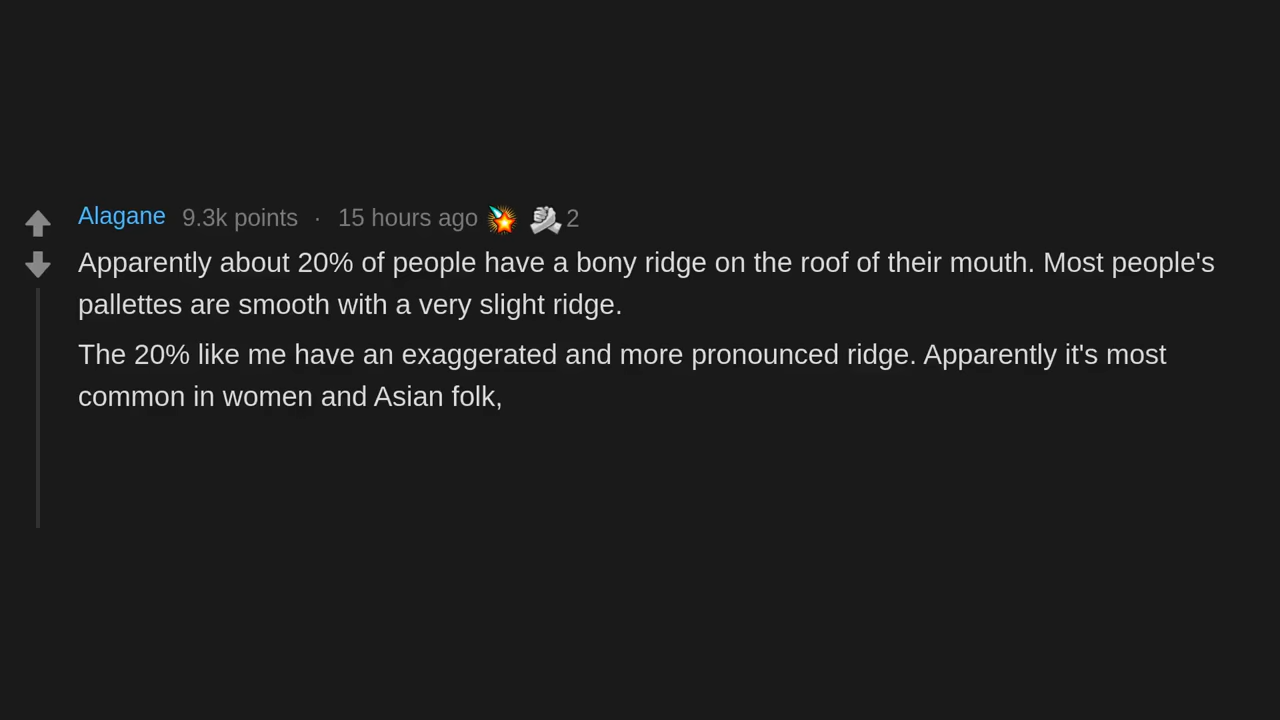 Alagane 9.3k points · 15 hours ago 2
Apparently about 20% of people have a bony ridge on the roof of their mouth. Most people's
pallettes are smooth with a very slight ridge.
The 20% like me have an exaggerated and more pronounced ridge. Apparently it's most
common in women and Asian folk,